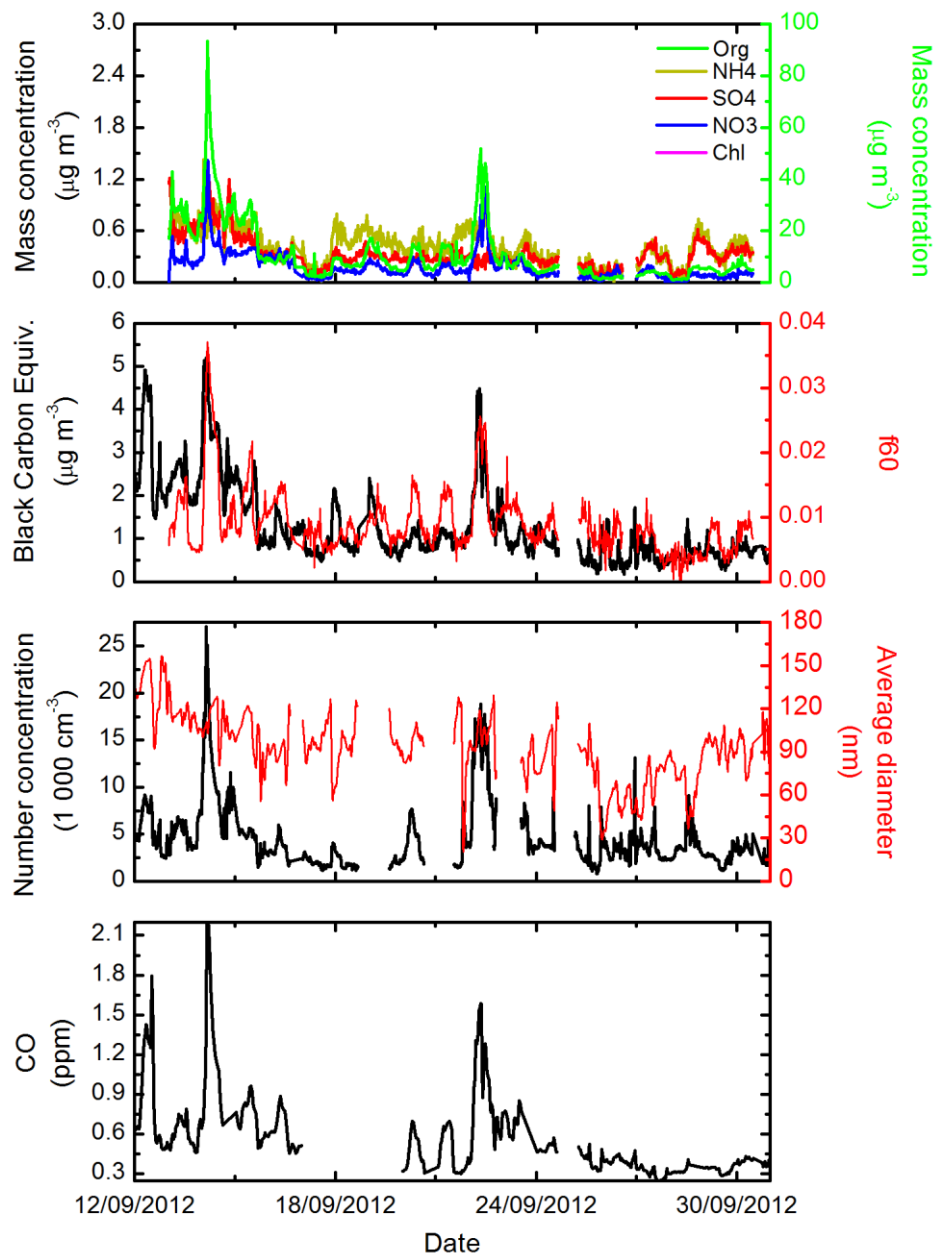 3.0
2.4
1.8
1.2
0.6
0.0
Mass concentration
(μg m-3)
Org
NH4
SO4
NO3
Chl
100
80
60
40
20
0
Mass concentration
(μg m-3)
6
5
4
3
2
1
0
Black Carbon Equiv.
(μg m-3)
0.04
0.03
0.02
0.01
0.00
f60
25
20
15
10
5
0
Number concentration
(1 000 cm-3)
180
150
120
90
60
30
0
Average diameter
(nm)
2.1
1.8
1.5
1.2
0.9
0.6
0.3
CO
(ppm)
12/09/2012 18/09/2012 24/09/2012 30/09/2012
Date